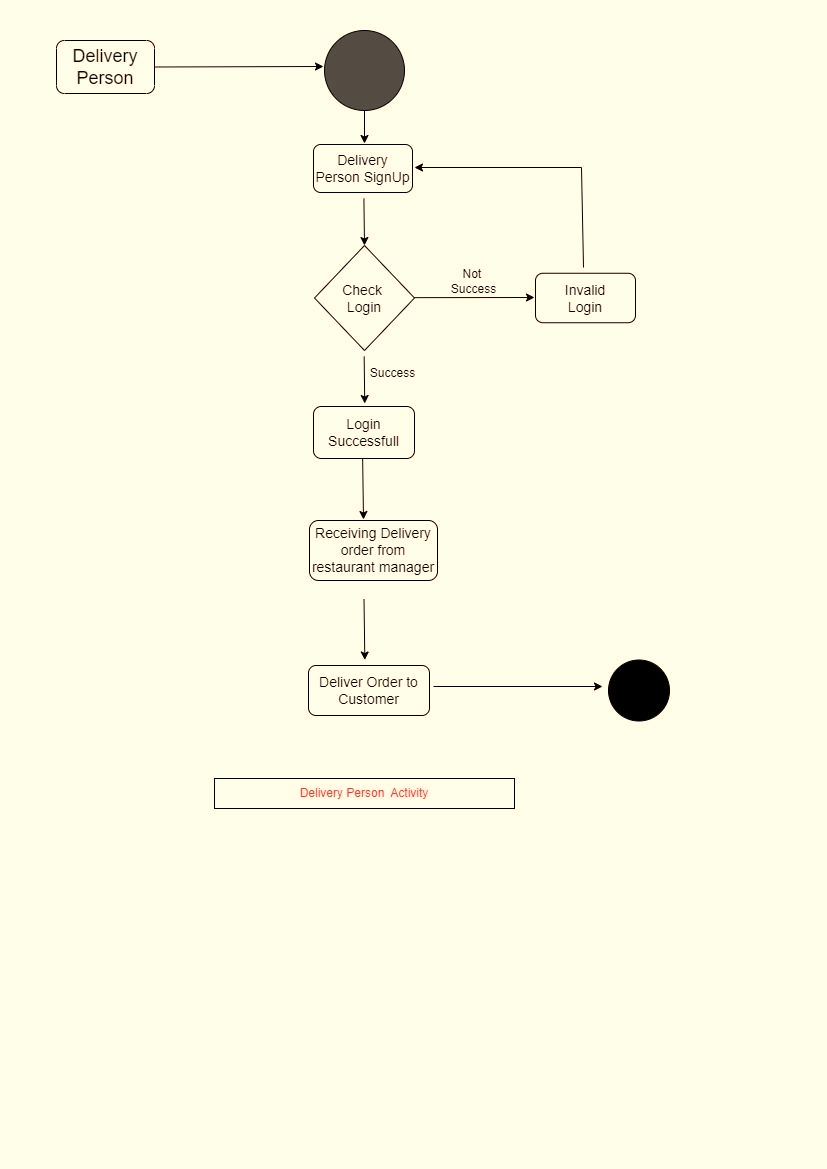 Delivery
Person
Delivery
Person SignUp
Check
Login
Not
Success
Invalid
Login
Success
Login
Successfull
Receiving Delivery
order from
restaurant manager
Deliver Order to
Customer
Delivery Person  Activity